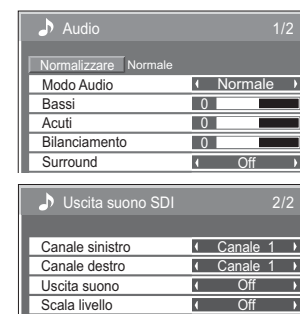 Audio 1/2
Normalizzare Normale
Modo Audio Normale
Bassi 0
Acuti 0
Bilanciamento 0
Surround Off
Uscita suono SDI 2/2
Canale sinistro Canale 1
Canale destro Canale 1
Uscita suono Off
Scala livello Off